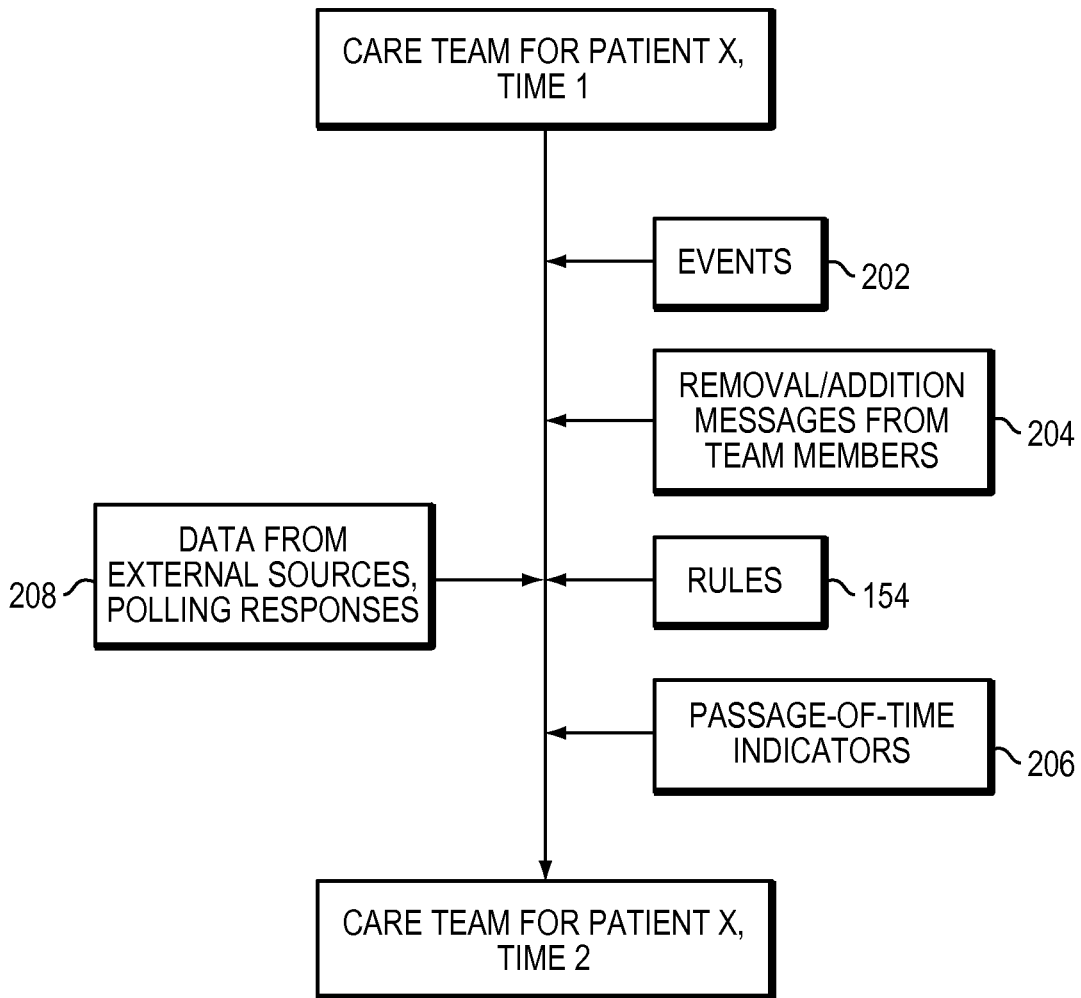 CARE TEAM FOR PATIENT X,
TIME 1
EVENTS
202
REMOVAL/ADDITION
MESSAGES FROM
TEAM MEMBERS
204
DATA FROM
EXTERNAL SOURCES,
POLLING RESPONSES
208
RULES
154
PASSAGE-OF-TIME
INDICATORS
206
CARE TEAM FOR PATIENT X,
TIME 2